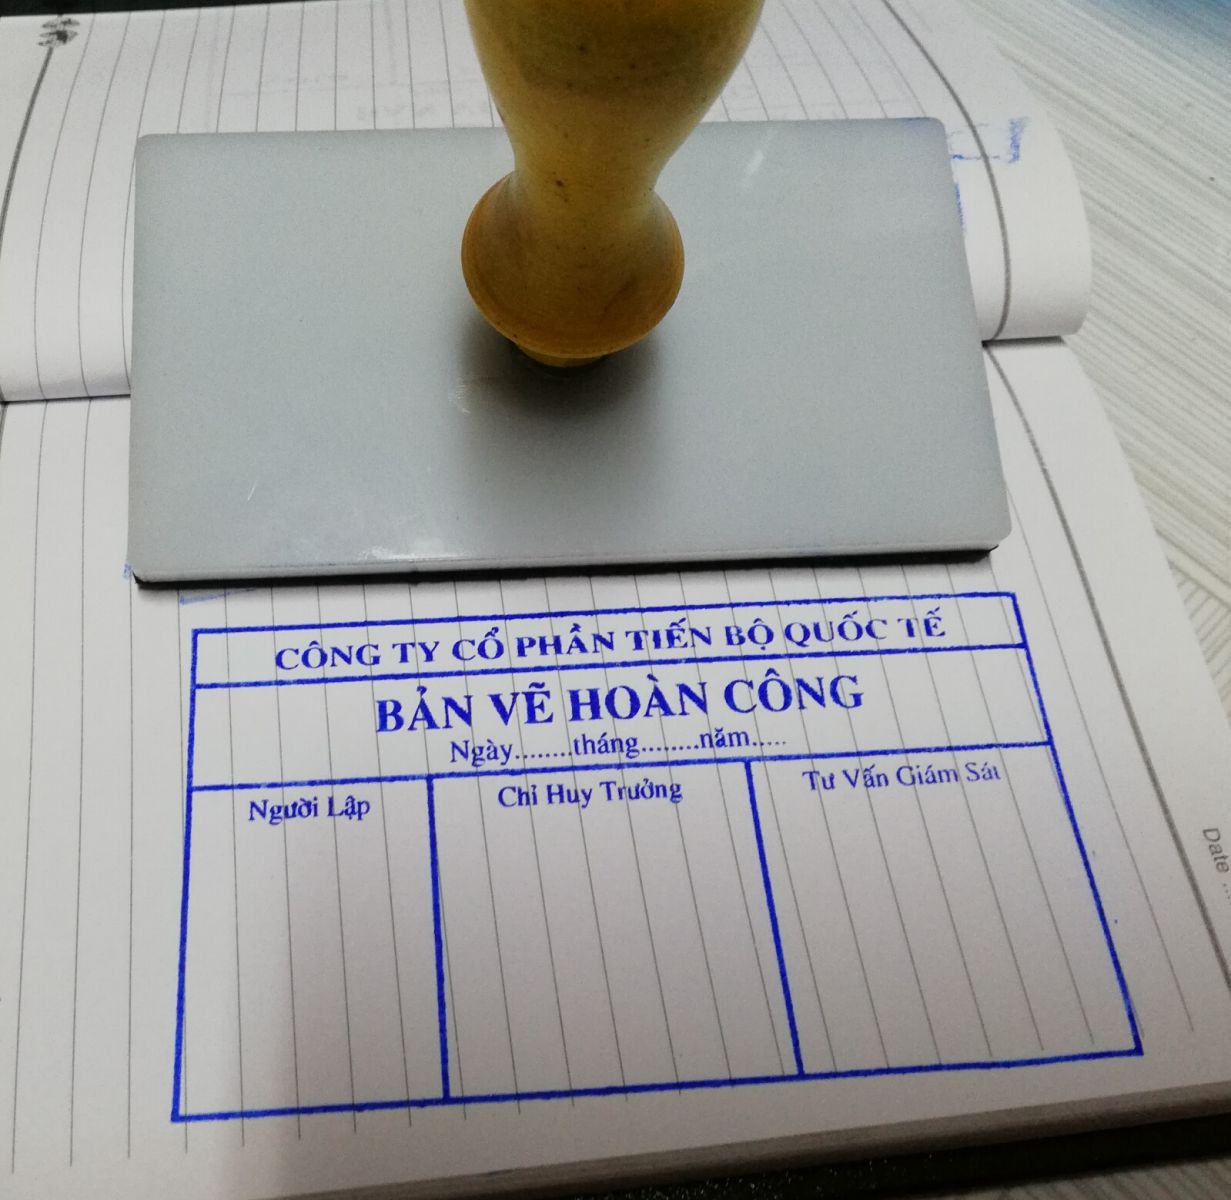 CÔNG TY CỔ PHẦN TIẾN BỘ QUỐC TẾ
BẢN VẼ HOÀN CÔNG
Ngày........tháng........năm.....
Người Lập
Chỉ Huy Trưởng
Tư Vấn Giám Sát
Date ...